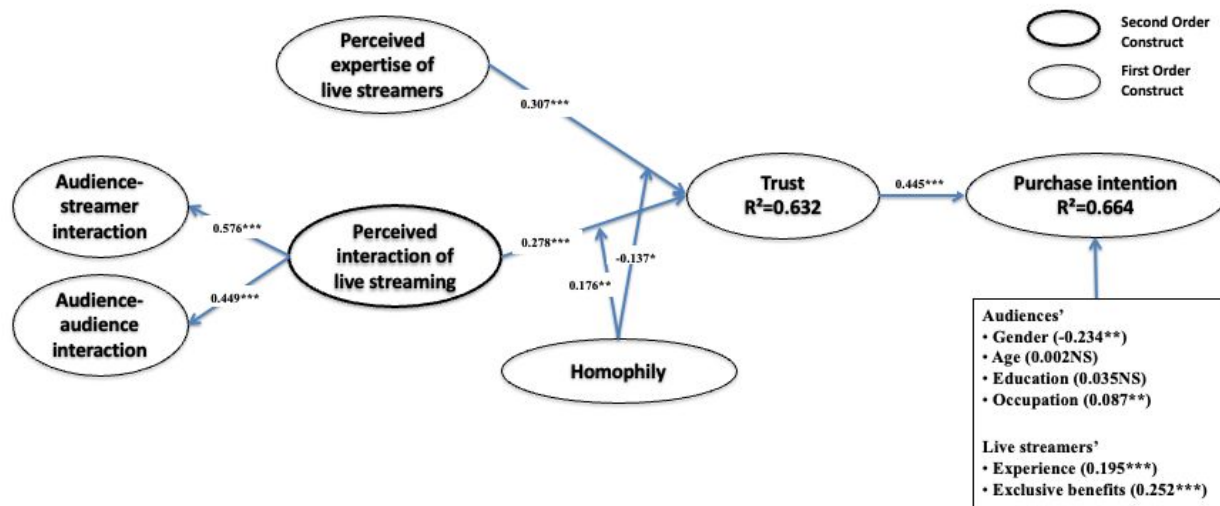 Second Order
Construct
First Order
Construct
Perceived
expertise of
live streamers
0.307***
Audience-
streamer
interaction
0.576***
Perceived
interaction of
live streaming
0.278***
-0.137*
0.176**
Trust
R²=0.632
0.445***
Purchase intention
R²=0.664
0.449***
Audience-
audience
interaction
Homophily
Audiences'
• Gender (-0.234**)
• Age (0.002NS)
• Education (0.035NS)
• Occupation (0.087**)
Live streamers'
• Experience (0.195***)
• Exclusive benefits (0.252***)